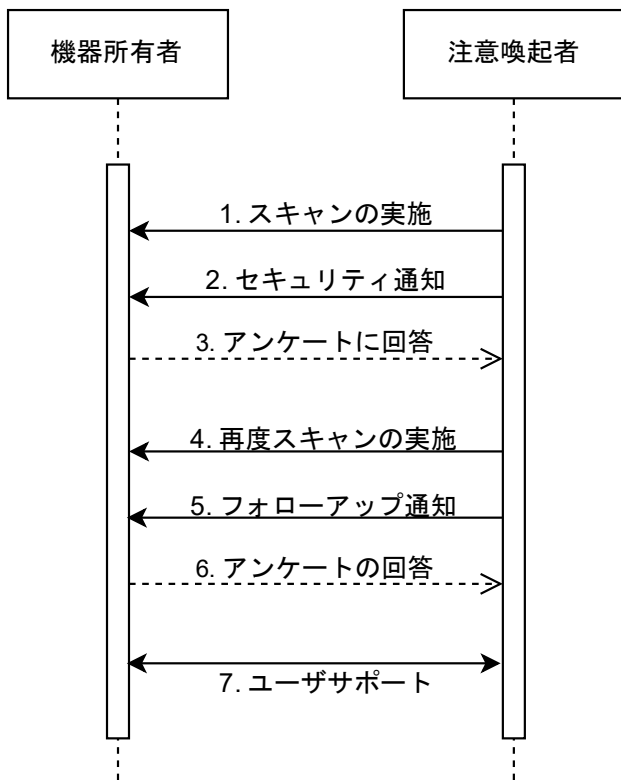 機器所有者
注意喚起者
1. スキャンの実施
2. セキュリティ通知
3. アンケートに回答
4. 再度スキャンの実施
5. フォローアップ通知
6. アンケートの回答
7. ユーザサポート